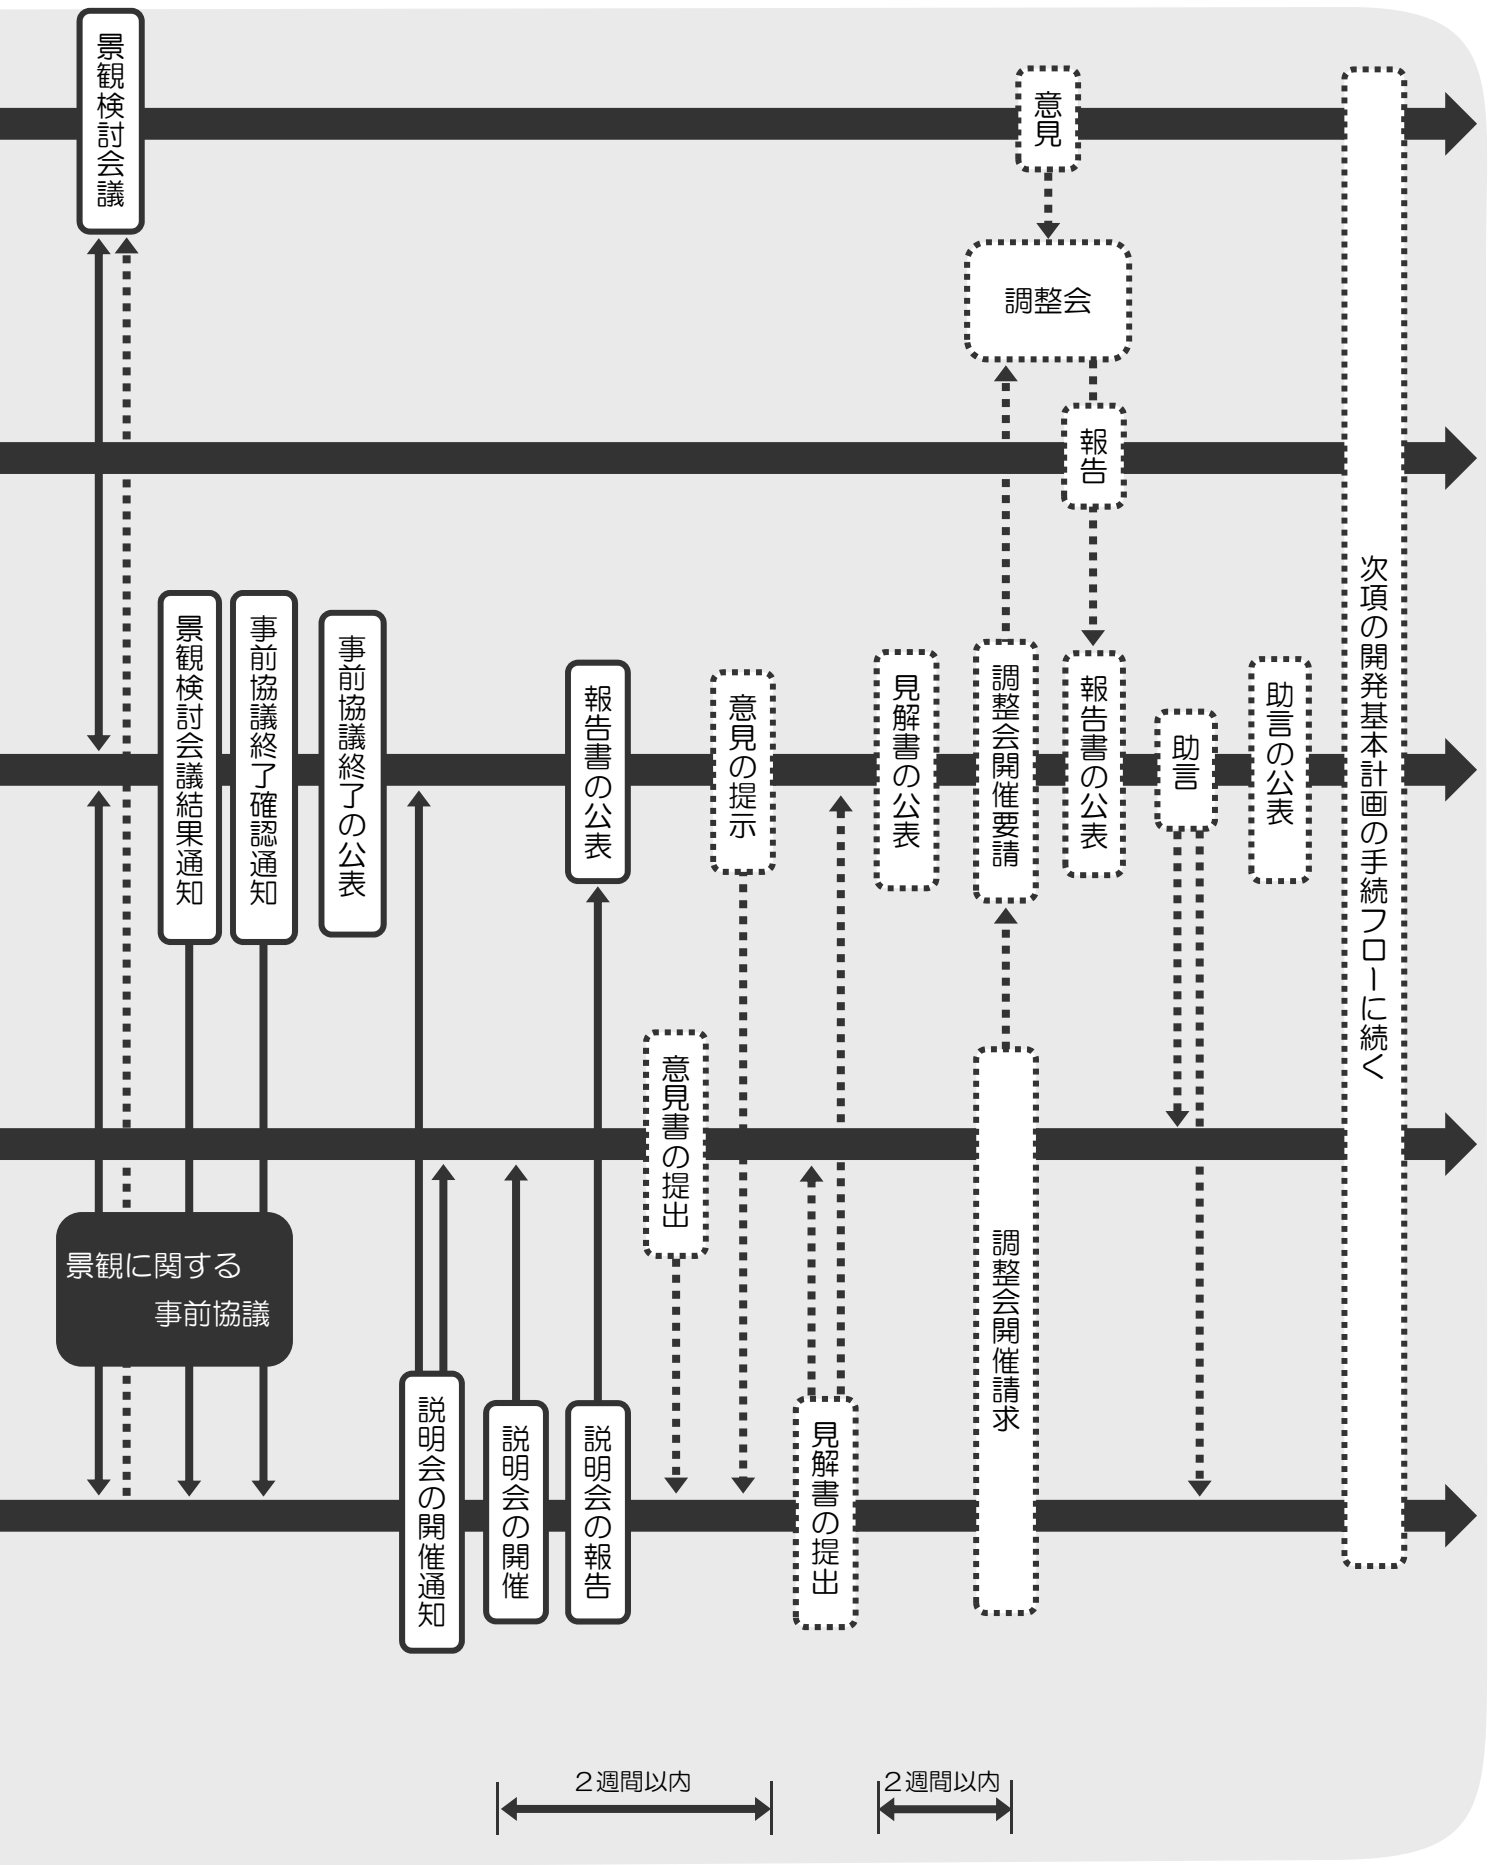 景観検討会議
意見
調整会
報告
景観検討会議結果通知
事前協議終了確認通知
事前協議終了の公表
報告書の公表
意見の提示
見解書の公表
調整会開催要請
報告書の公表
助言
助言の公表
次項の開発基本計画の手続フローに続く
意見書の提出
調整会開催請求
景観に関する
事前協議
説明会の開催通知
説明会の開催
説明会の報告
見解書の提出
２週間以内
２週間以内